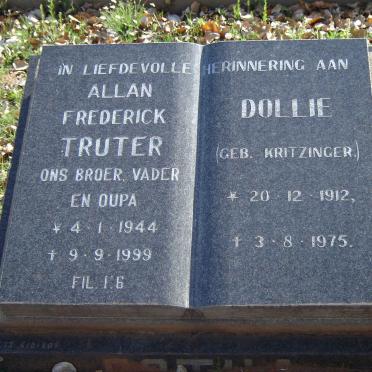 IN LIEFDEVOLLE HERINNERING AAN
ALLAN
FREDERICK
TRUTER
ONS BROER, VADER
EN OUPA
* 4 · 1 · 1944
† 9 · 9 · 1999
FIL. 1:6
DOLLIE
(GEB. KRITZINGER.)
* 20 · 12 · 1912,
† 3 · 8 · 1975.